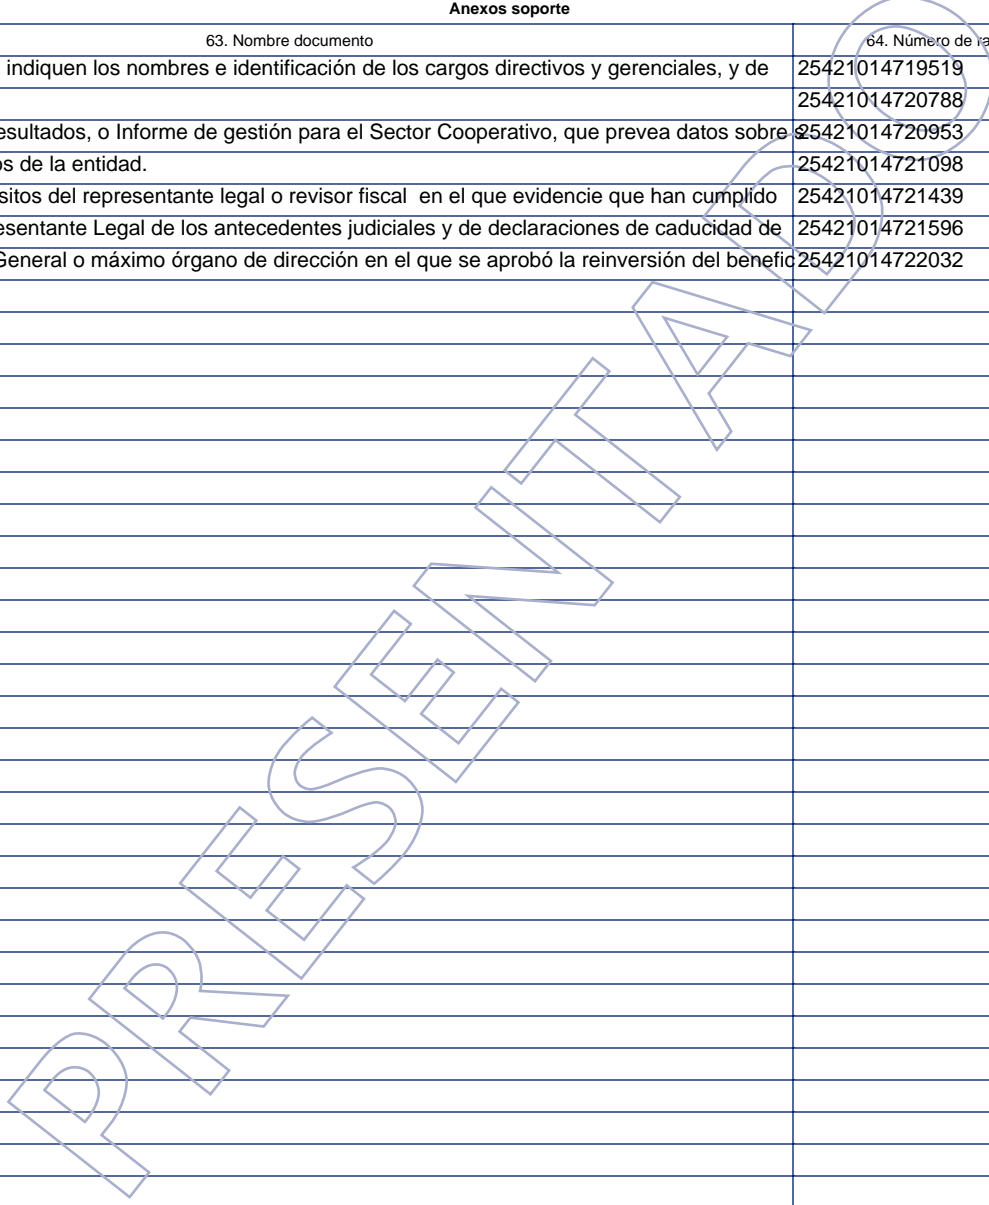 Anexos soporte
63. Nombre documento 64. Número de ra
indiquen los nombres e identificación de los cargos directivos y gerenciales, y de 25421014719519
25421014720788
esultados, o Informe de gestión para el Sector Cooperativo, que prevea datos sobre s 25421014720953
os de la entidad. 25421014721098
sitos del representante legal o revisor fiscal en el que evidencie que han cumplido 25421014721439
esentante Legal de los antecedentes judiciales y de declaraciones de caducidad de 25421014721596
General o máximo órgano de dirección en el que se aprobó la reinversión del benefic 25421014722032
PRESENTADO